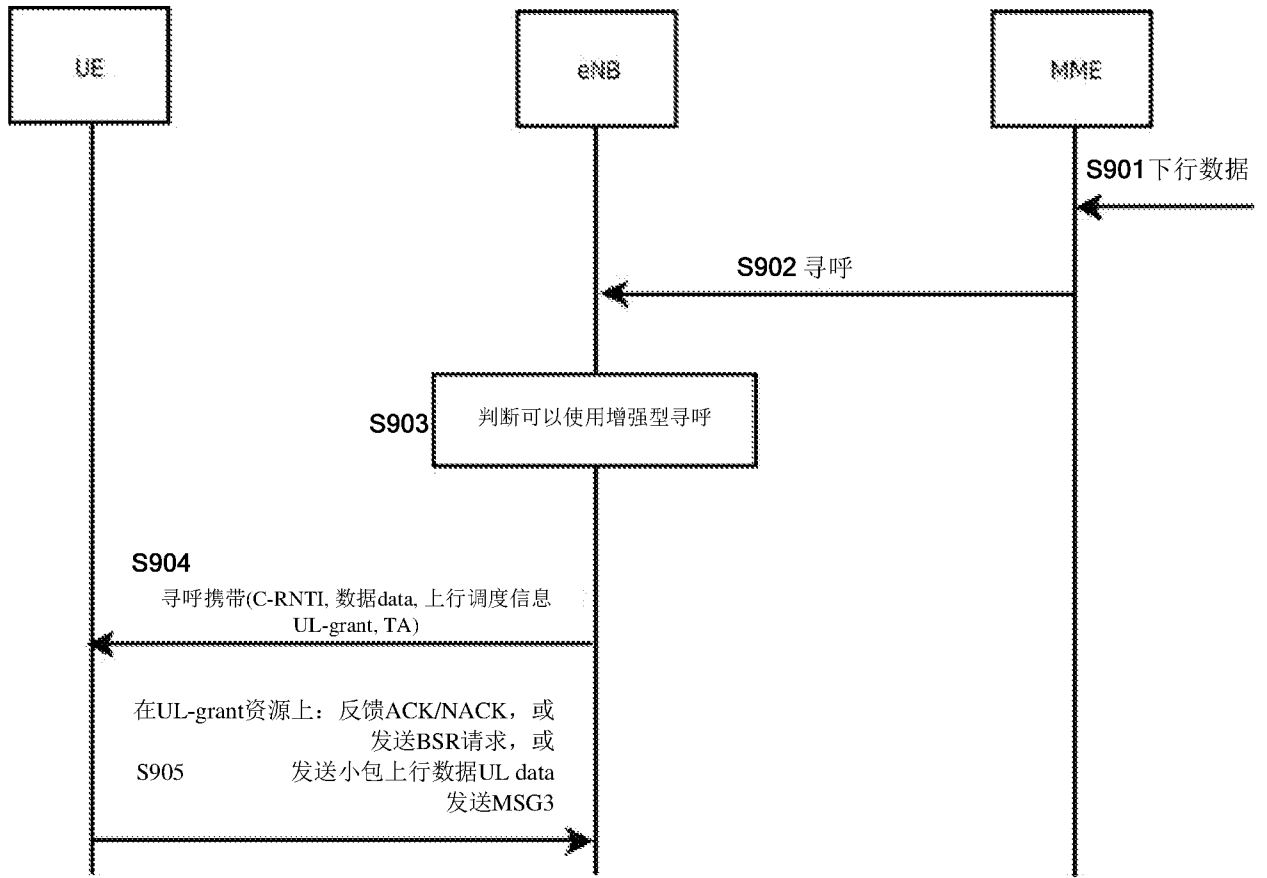 UE
eNB
MME
S901下行数据
S902 寻呼
S903
判断可以使用增强型寻呼
S904
寻呼携带(C-RNTI, 数据data, 上行调度信息
UL-grant, TA)
在UL-grant资源上：反馈ACK/NACK，或
发送BSR请求，或
S905 发送小包上行数据UL data
发送MSG3